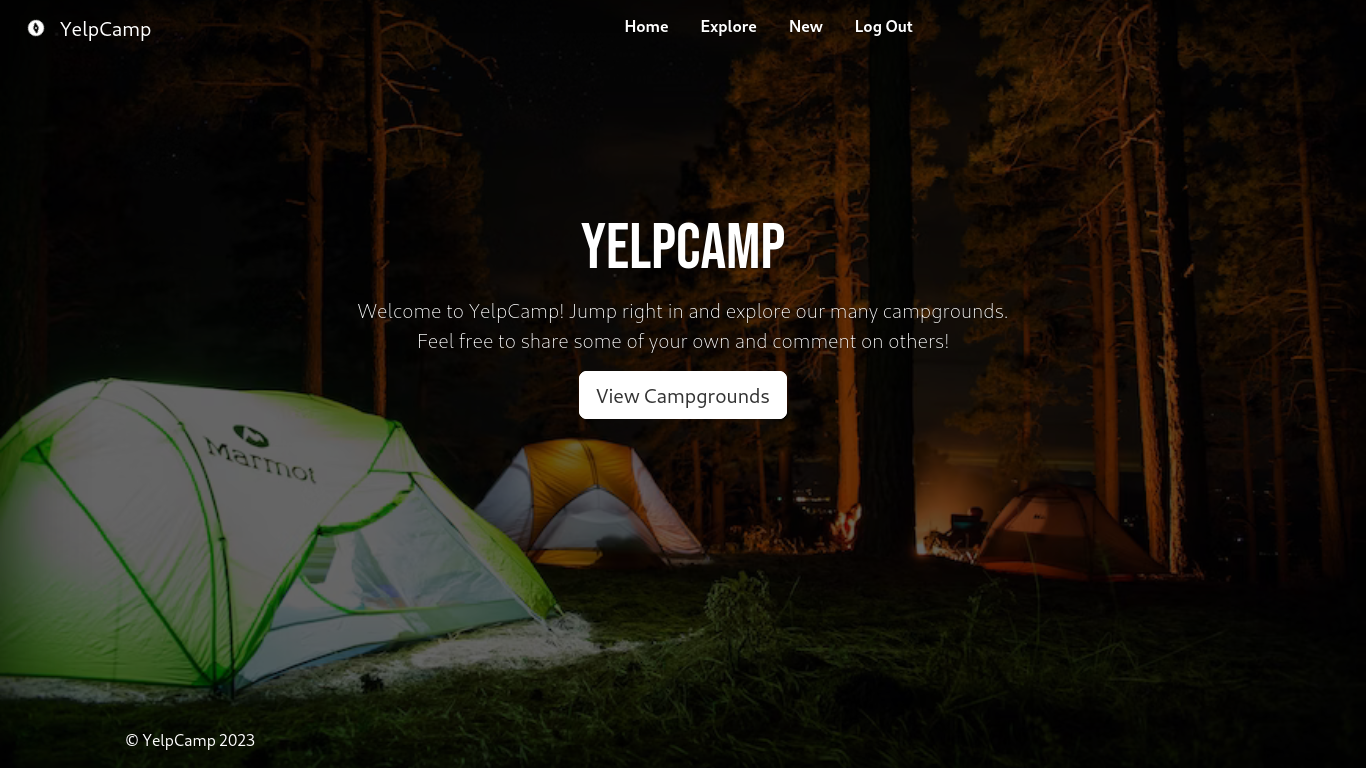 YelpCamp
Home Explore New Log Out
YELPCAMP
Welcome to YelpCamp! Jump right in and explore our many campgrounds.
Feel free to share some of your own and comment on others!
View Campgrounds
Marmot
© YelpCamp 2023